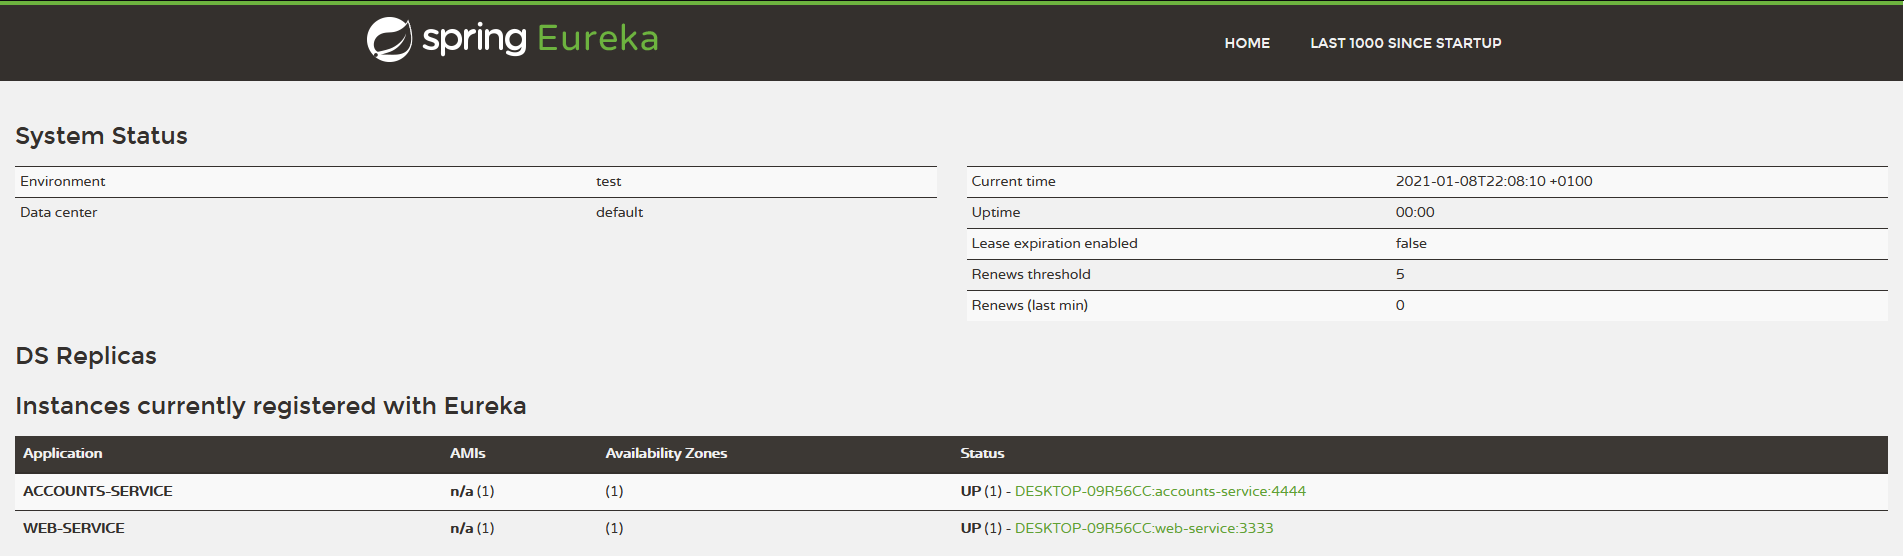 spring Eureka
HOME LAST 1000 SINCE STARTUP
System Status
Environment test
Data center default
Current time 2021-01-08T22:08:10 +0100
Uptime 00:00
Lease expiration enabled false
Renews threshold 5
Renews (last min) 0
DS Replicas
Instances currently registered with Eureka
Application AMIs Availability Zones Status
ACCOUNTS-SERVICE n/a (1) (1) UP (1) - DESKTOP-09R56CC:accounts-service:4444
WEB-SERVICE n/a (1) (1) UP (1) - DESKTOP-09R56CC:web-service:3333